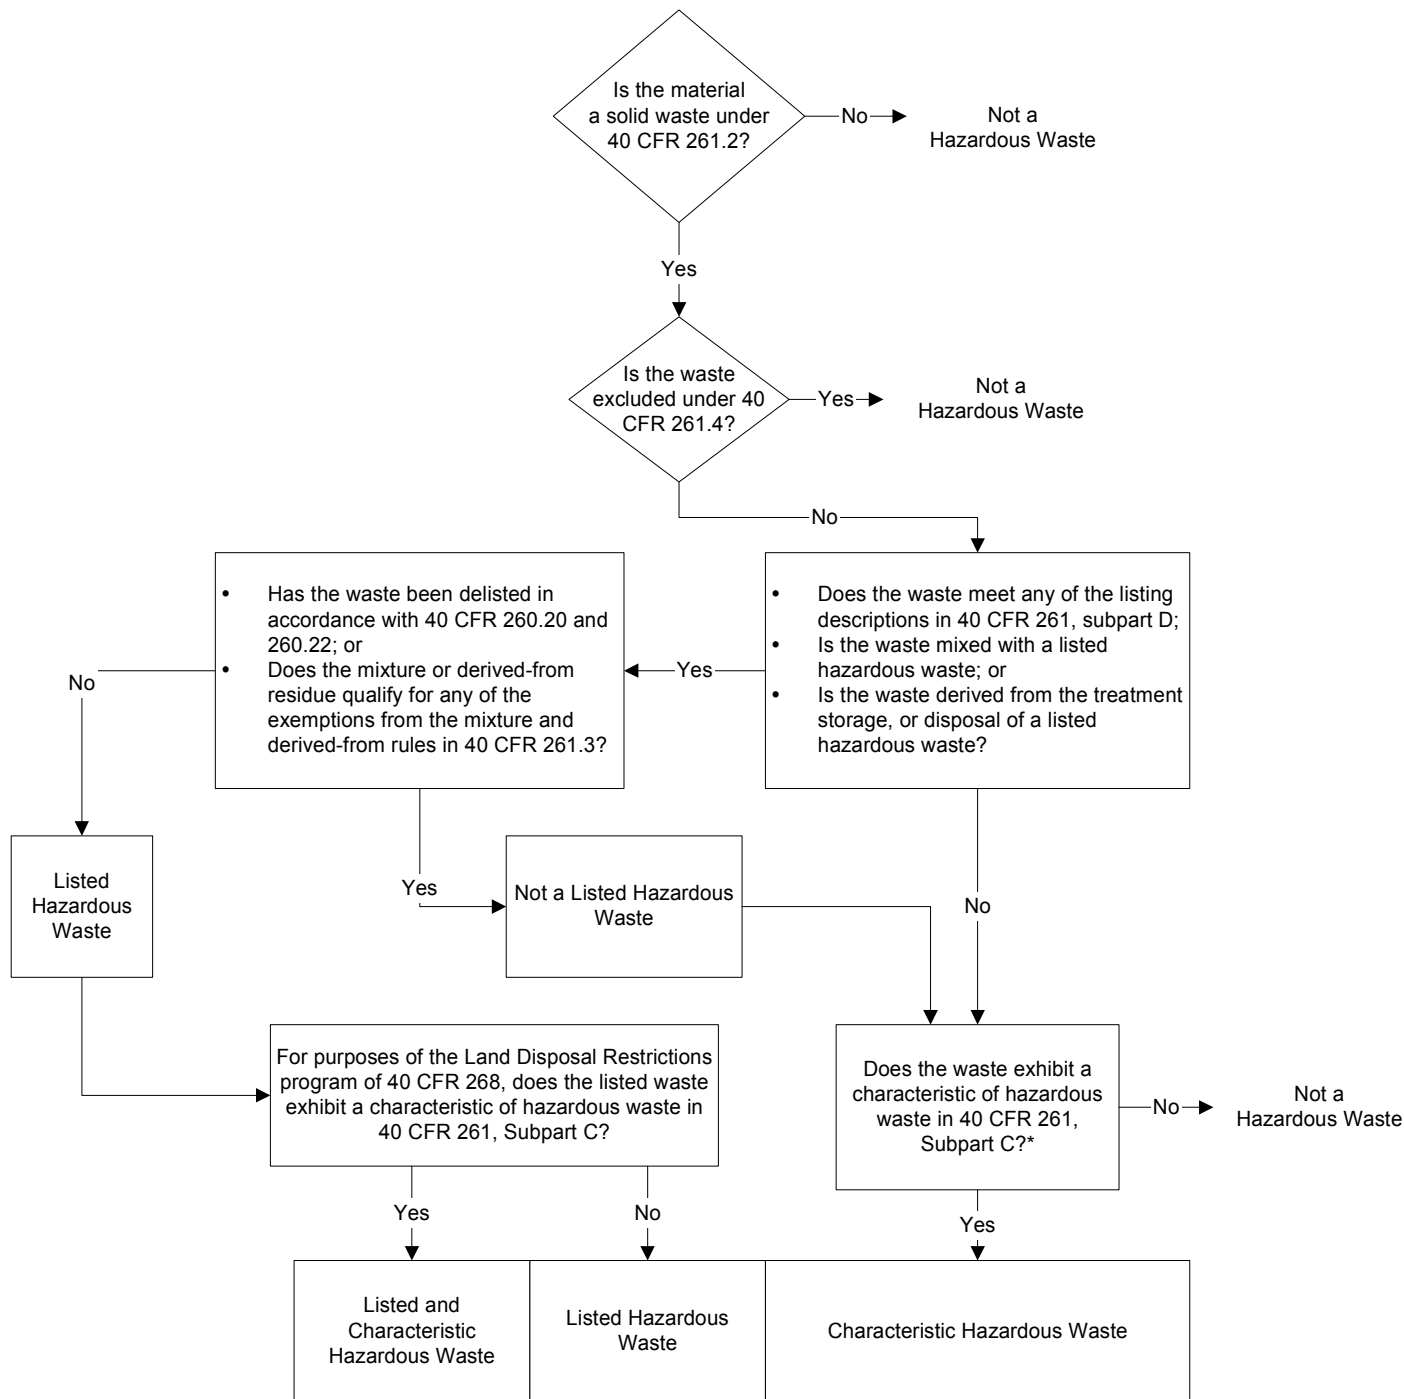 Is the material
a solid waste under
40 CFR 261.2?
No
Not a
Hazardous Waste
Yes
Is the waste
excluded under 40
CFR 261.4?
Yes
Not a
Hazardous Waste
No
• Has the waste been delisted in
accordance with 40 CFR 260.20 and
260.22; or
• Does the mixture or derived-from
residue qualify for any of the
exemptions from the mixture and
derived-from rules in 40 CFR 261.3?
Yes
• Does the waste meet any of the listing
descriptions in 40 CFR 261, subpart D;
• Is the waste mixed with a listed
hazardous waste; or
• Is the waste derived from the treatment
storage, or disposal of a listed
hazardous waste?
No
Listed
Hazardous
Waste
Yes
Not a Listed Hazardous
Waste
No
For purposes of the Land Disposal Restrictions
program of 40 CFR 268, does the listed waste
exhibit a characteristic of hazardous waste in
40 CFR 261, Subpart C?
Does the waste exhibit a
characteristic of hazardous
waste in 40 CFR 261,
Subpart C?*
No
Not a
Hazardous Waste
Yes
No
Yes
Listed and
Characteristic
Hazardous Waste
Listed Hazardous
Waste
Characteristic Hazardous Waste